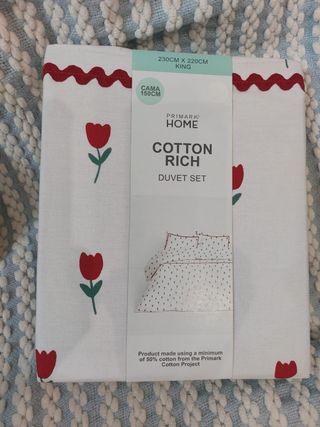 230CM X 220CM
KING
CAMA
150CM
PRIMARK
HOME
COTTON
RICH
DUVET SET
Product made using a minimum
of 50% cotton from the Primark
Cotton Project